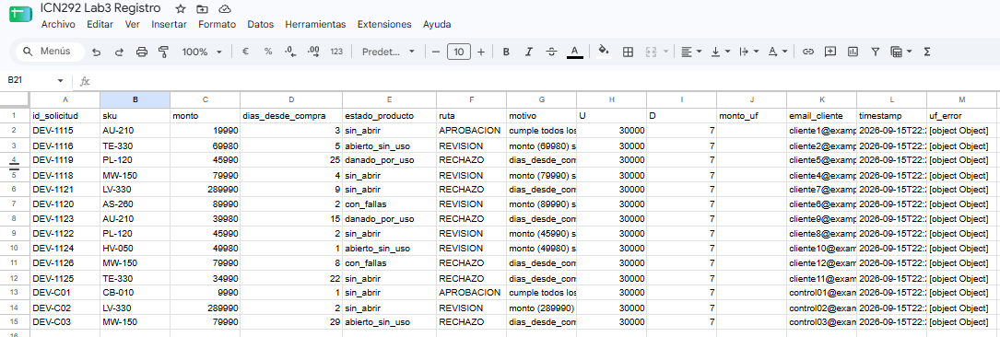 ICN292 Lab3 Registro
Archivo Editar Ver Insertar Formato Datos Herramientas Extensiones Ayuda
Menús 100% € % .0 .00 123 Predet... 10 B I A
B21 fx
A B C D E F G H I J K L M
1 id_solicitud sku monto dias_desde_compra estado_producto ruta motivo U D monto_uf email_cliente timestamp uf_error
2 DEV-1115 AU-210 19990 3 sin_abrir APROBACION cumple todos los 30000 7 cliente1@examp 2026-09-15T22: [object Object]
3 DEV-1116 TE-330 69980 5 abierto_sin_uso REVISION monto (69980) s 30000 7 cliente2@examp 2026-09-15T22: [object Object]
4 DEV-1119 PL-120 45990 25 danado_por_uso RECHAZO dias_desde_com 30000 7 cliente5@examp 2026-09-15T22: [object Object]
5 DEV-1118 MW-150 79990 4 sin_abrir REVISION monto (79990) s 30000 7 cliente4@examp 2026-09-15T22: [object Object]
6 DEV-1121 LV-330 289990 9 sin_abrir RECHAZO dias_desde_com 30000 7 cliente7@examp 2026-09-15T22: [object Object]
7 DEV-1120 AS-260 89990 2 con_fallas REVISION monto (89990) s 30000 7 cliente6@examp 2026-09-15T22: [object Object]
8 DEV-1123 AU-210 39980 15 danado_por_uso RECHAZO dias_desde_com 30000 7 cliente9@examp 2026-09-15T22: [object Object]
9 DEV-1122 PL-120 45990 2 sin_abrir REVISION monto (45990) s 30000 7 cliente8@examp 2026-09-15T22: [object Object]
10 DEV-1124 HV-050 49980 1 abierto_sin_uso REVISION monto (49980) s 30000 7 cliente10@exam 2026-09-15T22: [object Object]
11 DEV-1126 MW-150 79990 8 con_fallas RECHAZO dias_desde_com 30000 7 cliente12@exam 2026-09-15T22: [object Object]
12 DEV-1125 TE-330 34990 22 sin_abrir RECHAZO dias_desde_com 30000 7 cliente11@exam 2026-09-15T22: [object Object]
13 DEV-C01 CB-010 9990 1 sin_abrir APROBACION cumple todos los 30000 7 control01@exam 2026-09-15T22: [object Object]
14 DEV-C02 LV-330 289990 2 sin_abrir REVISION monto (289990) 30000 7 control02@exam 2026-09-15T22: [object Object]
15 DEV-C03 MW-150 79990 29 abierto_sin_uso RECHAZO dias_desde_com 30000 7 control03@exam 2026-09-15T22: [object Object]